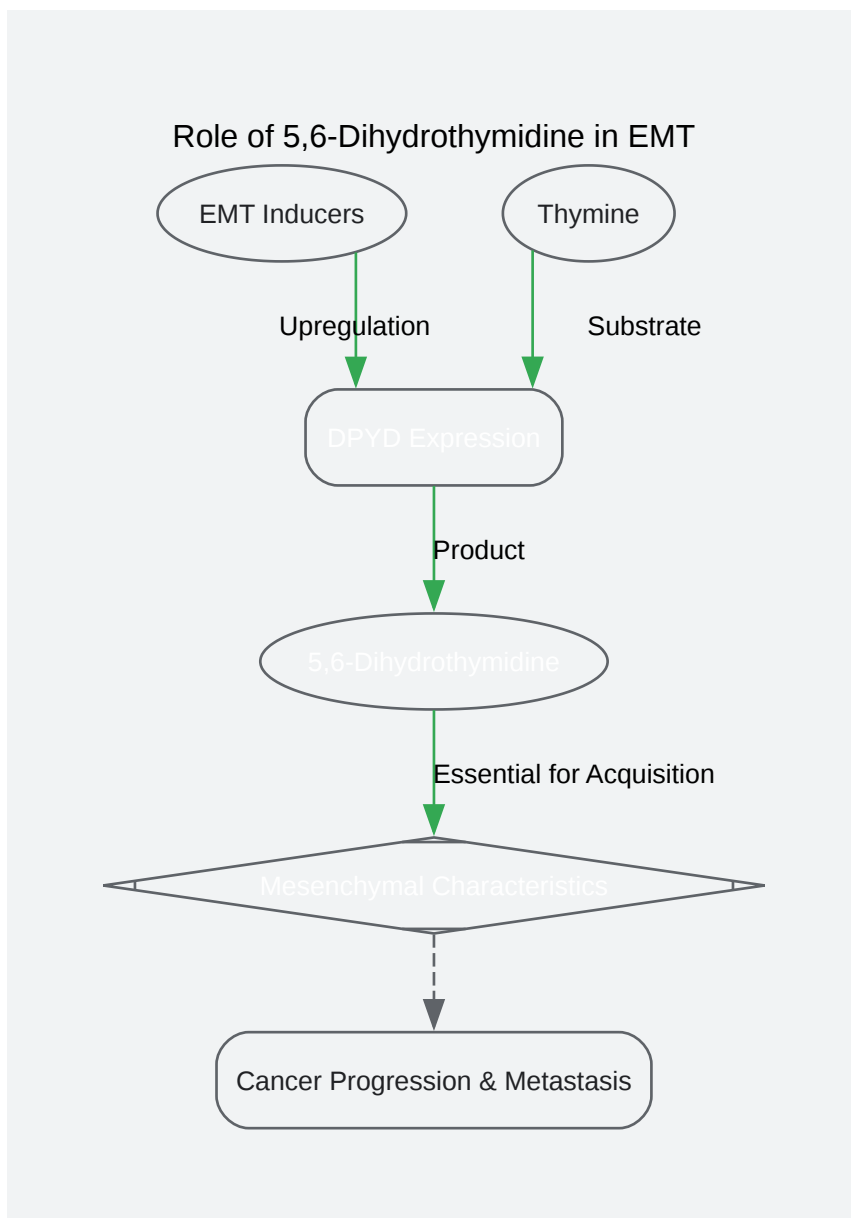 Role of 5,6-Dihydrothymidine in EMT
EMT Inducers
Thymine
Upregulation
Substrate
DPYD Expression
Product
5,6-Dihydrothymidine
Essential for Acquisition
Mesenchymal Characteristics
Cancer Progression & Metastasis